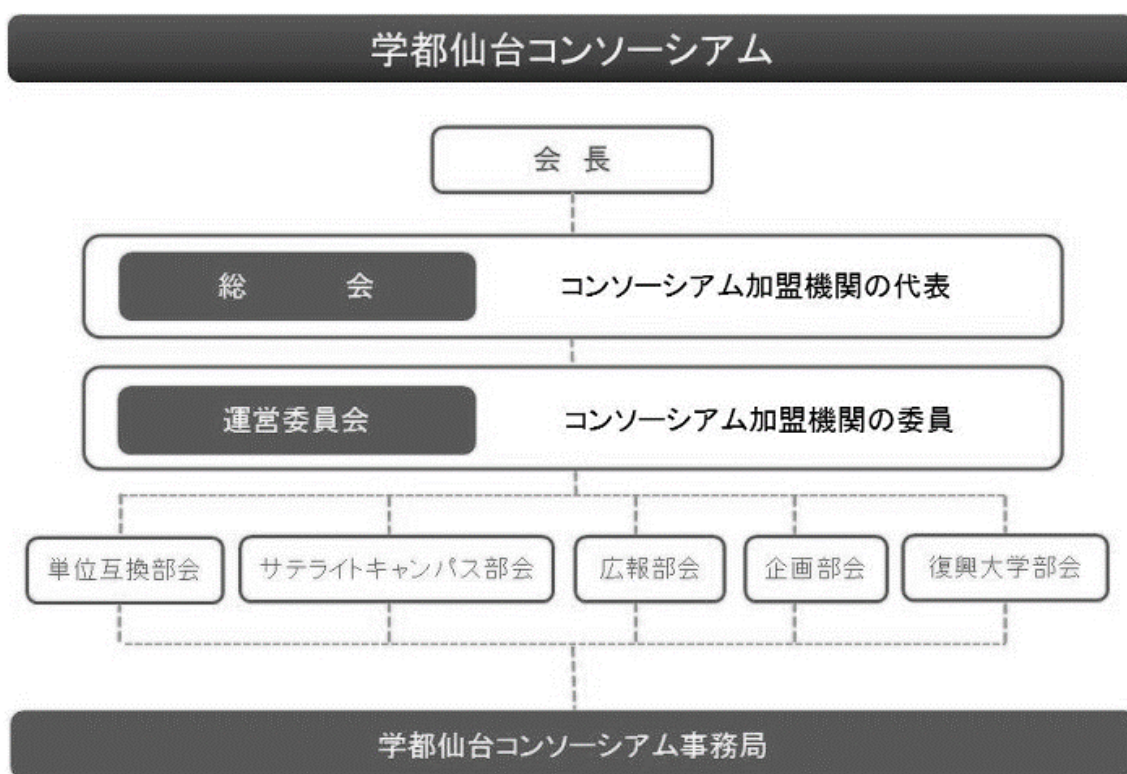 学都仙台コンソーシアム
会 長
総 会 コンソーシアム加盟機関の代表
運営委員会 コンソーシアム加盟機関の委員
単位互換部会 サテライトキャンパス部会 広報部会 企画部会 復興大学部会
学都仙台コンソーシアム事務局